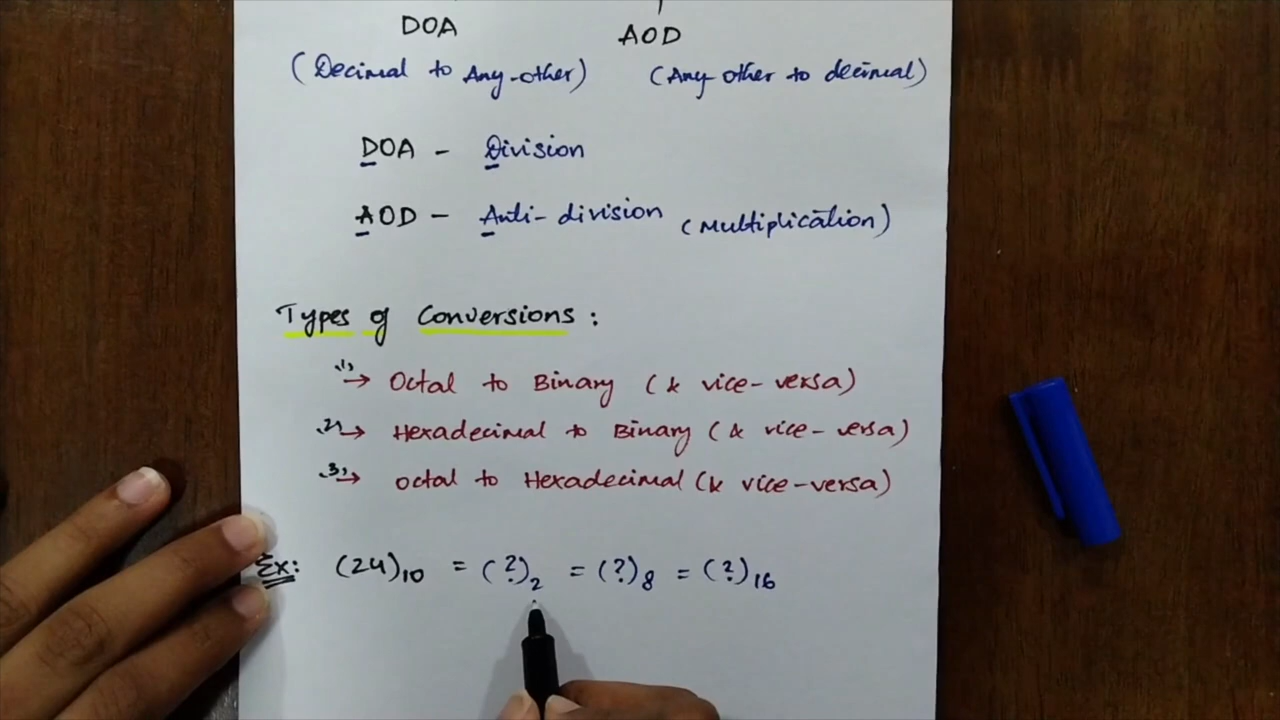 DOA AOD
(Decimal to Any-other) (Any other to decimal)
DOA - Division
AOD - Anti-division (Multiplication)
Types of Conversions :
1) → Octal to Binary (& vice-versa)
2) → Hexadecimal to Binary (& vice-versa)
3) → octal to Hexadecimal (& vice-versa)
Ex: (24)₁₀ = (?)₂ = (?)₈ = (?)₁₆